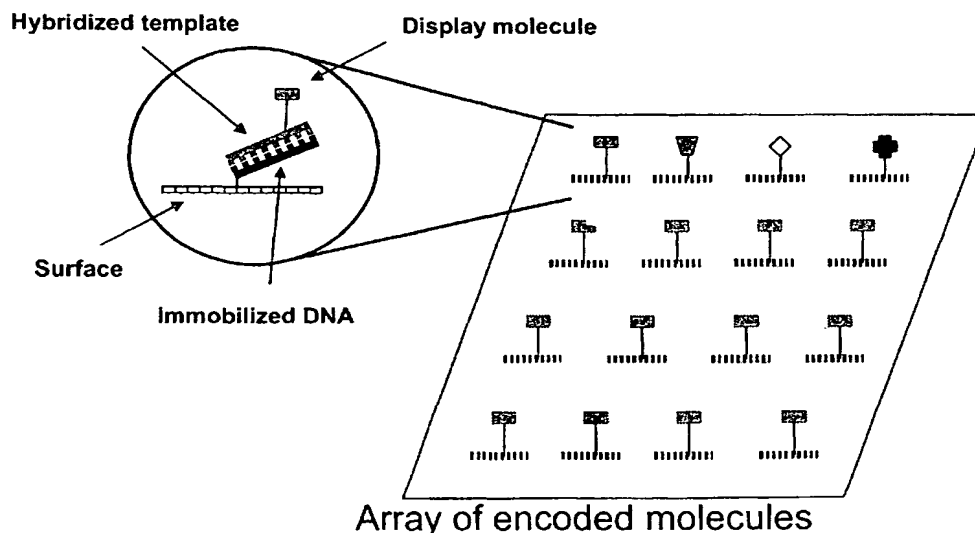 Hybridized template
Display molecule
Surface
immobilized DNA
Array of encoded molecules